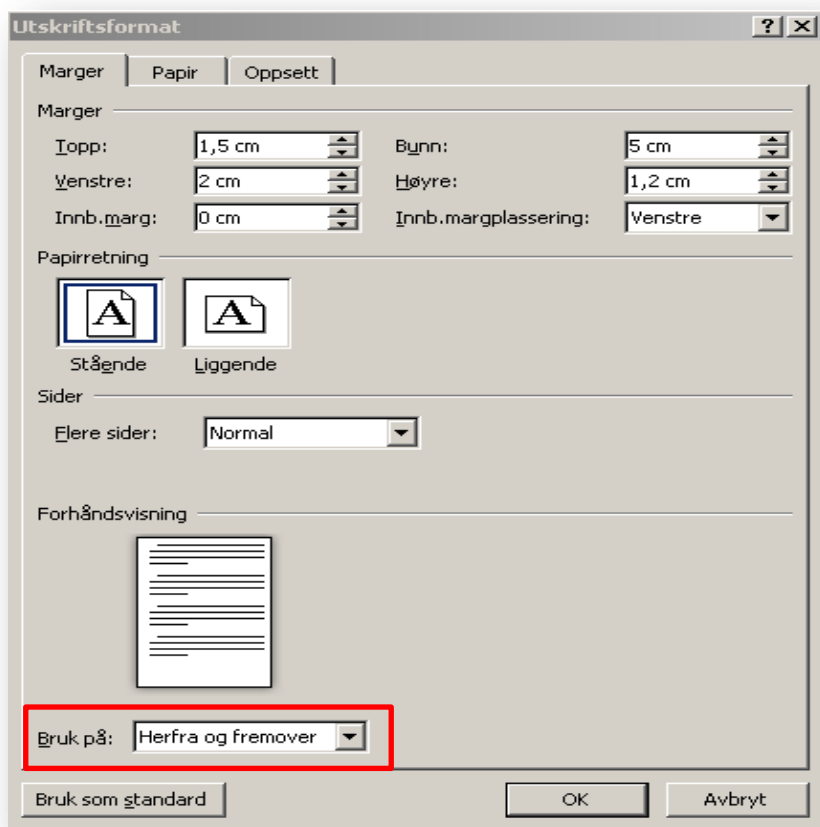 Utskriftsformat
Marger Papir Oppsett
Marger
Topp: 1,5 cm Bunn: 5 cm
Venstre: 2 cm Høyre: 1,2 cm
Innb.marg: 0 cm Innb.margplassering: Venstre
Papirretning
A A
Stående Liggende
Sider
Flere sider: Normal
Forhåndsvisning
Bruk på: Herfra og fremover
Bruk som standard OK Avbryt